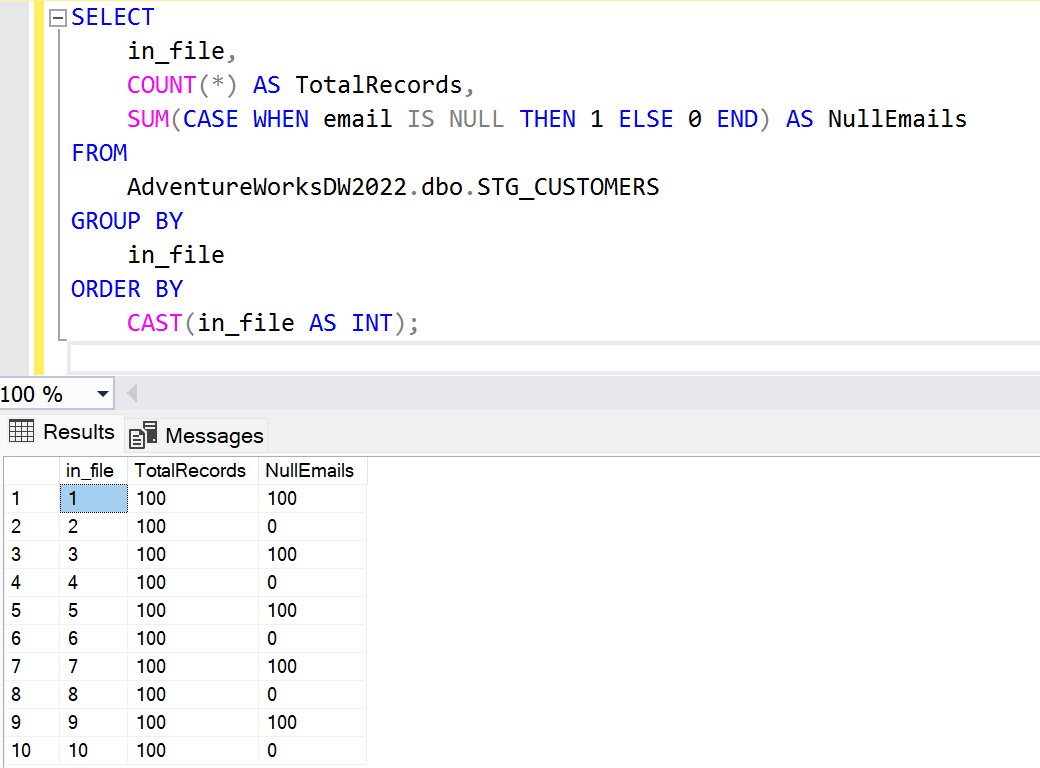 SELECT
in_file,
COUNT(*) AS TotalRecords,
SUM(CASE WHEN email IS NULL THEN 1 ELSE 0 END) AS NullEmails
FROM
AdventureWorksDW2022.dbo.STG_CUSTOMERS
GROUP BY
in_file
ORDER BY
CAST(in_file AS INT);
100 %
Results Messages
in_file TotalRecords NullEmails
1 1 100 100
2 2 100 0
3 3 100 100
4 4 100 0
5 5 100 100
6 6 100 0
7 7 100 100
8 8 100 0
9 9 100 100
10 10 100 0